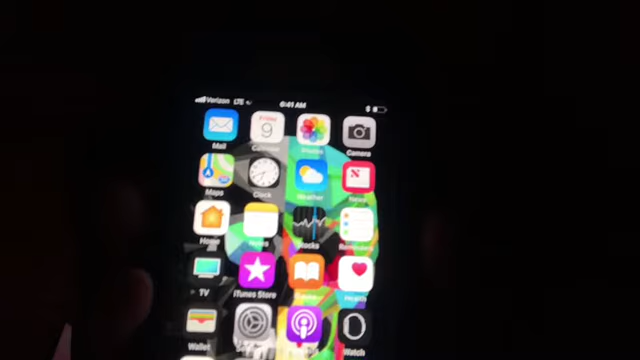 Verizon LTE 6:41 AM
Friday
9
Mail Calendar Photos Camera
Maps Clock Weather News
Home Notes Stocks Reminders
TV iTunes Store Health
Wallet Watch